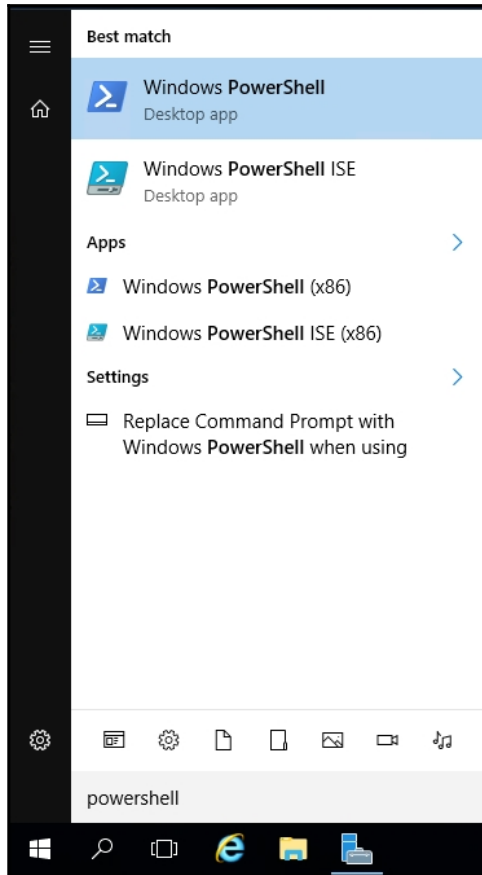 Best match
Windows PowerShell
Desktop app
Windows PowerShell ISE
Desktop app
Apps
Windows PowerShell (x86)
Windows PowerShell ISE (x86)
Settings
Replace Command Prompt with
Windows PowerShell when using
powershell